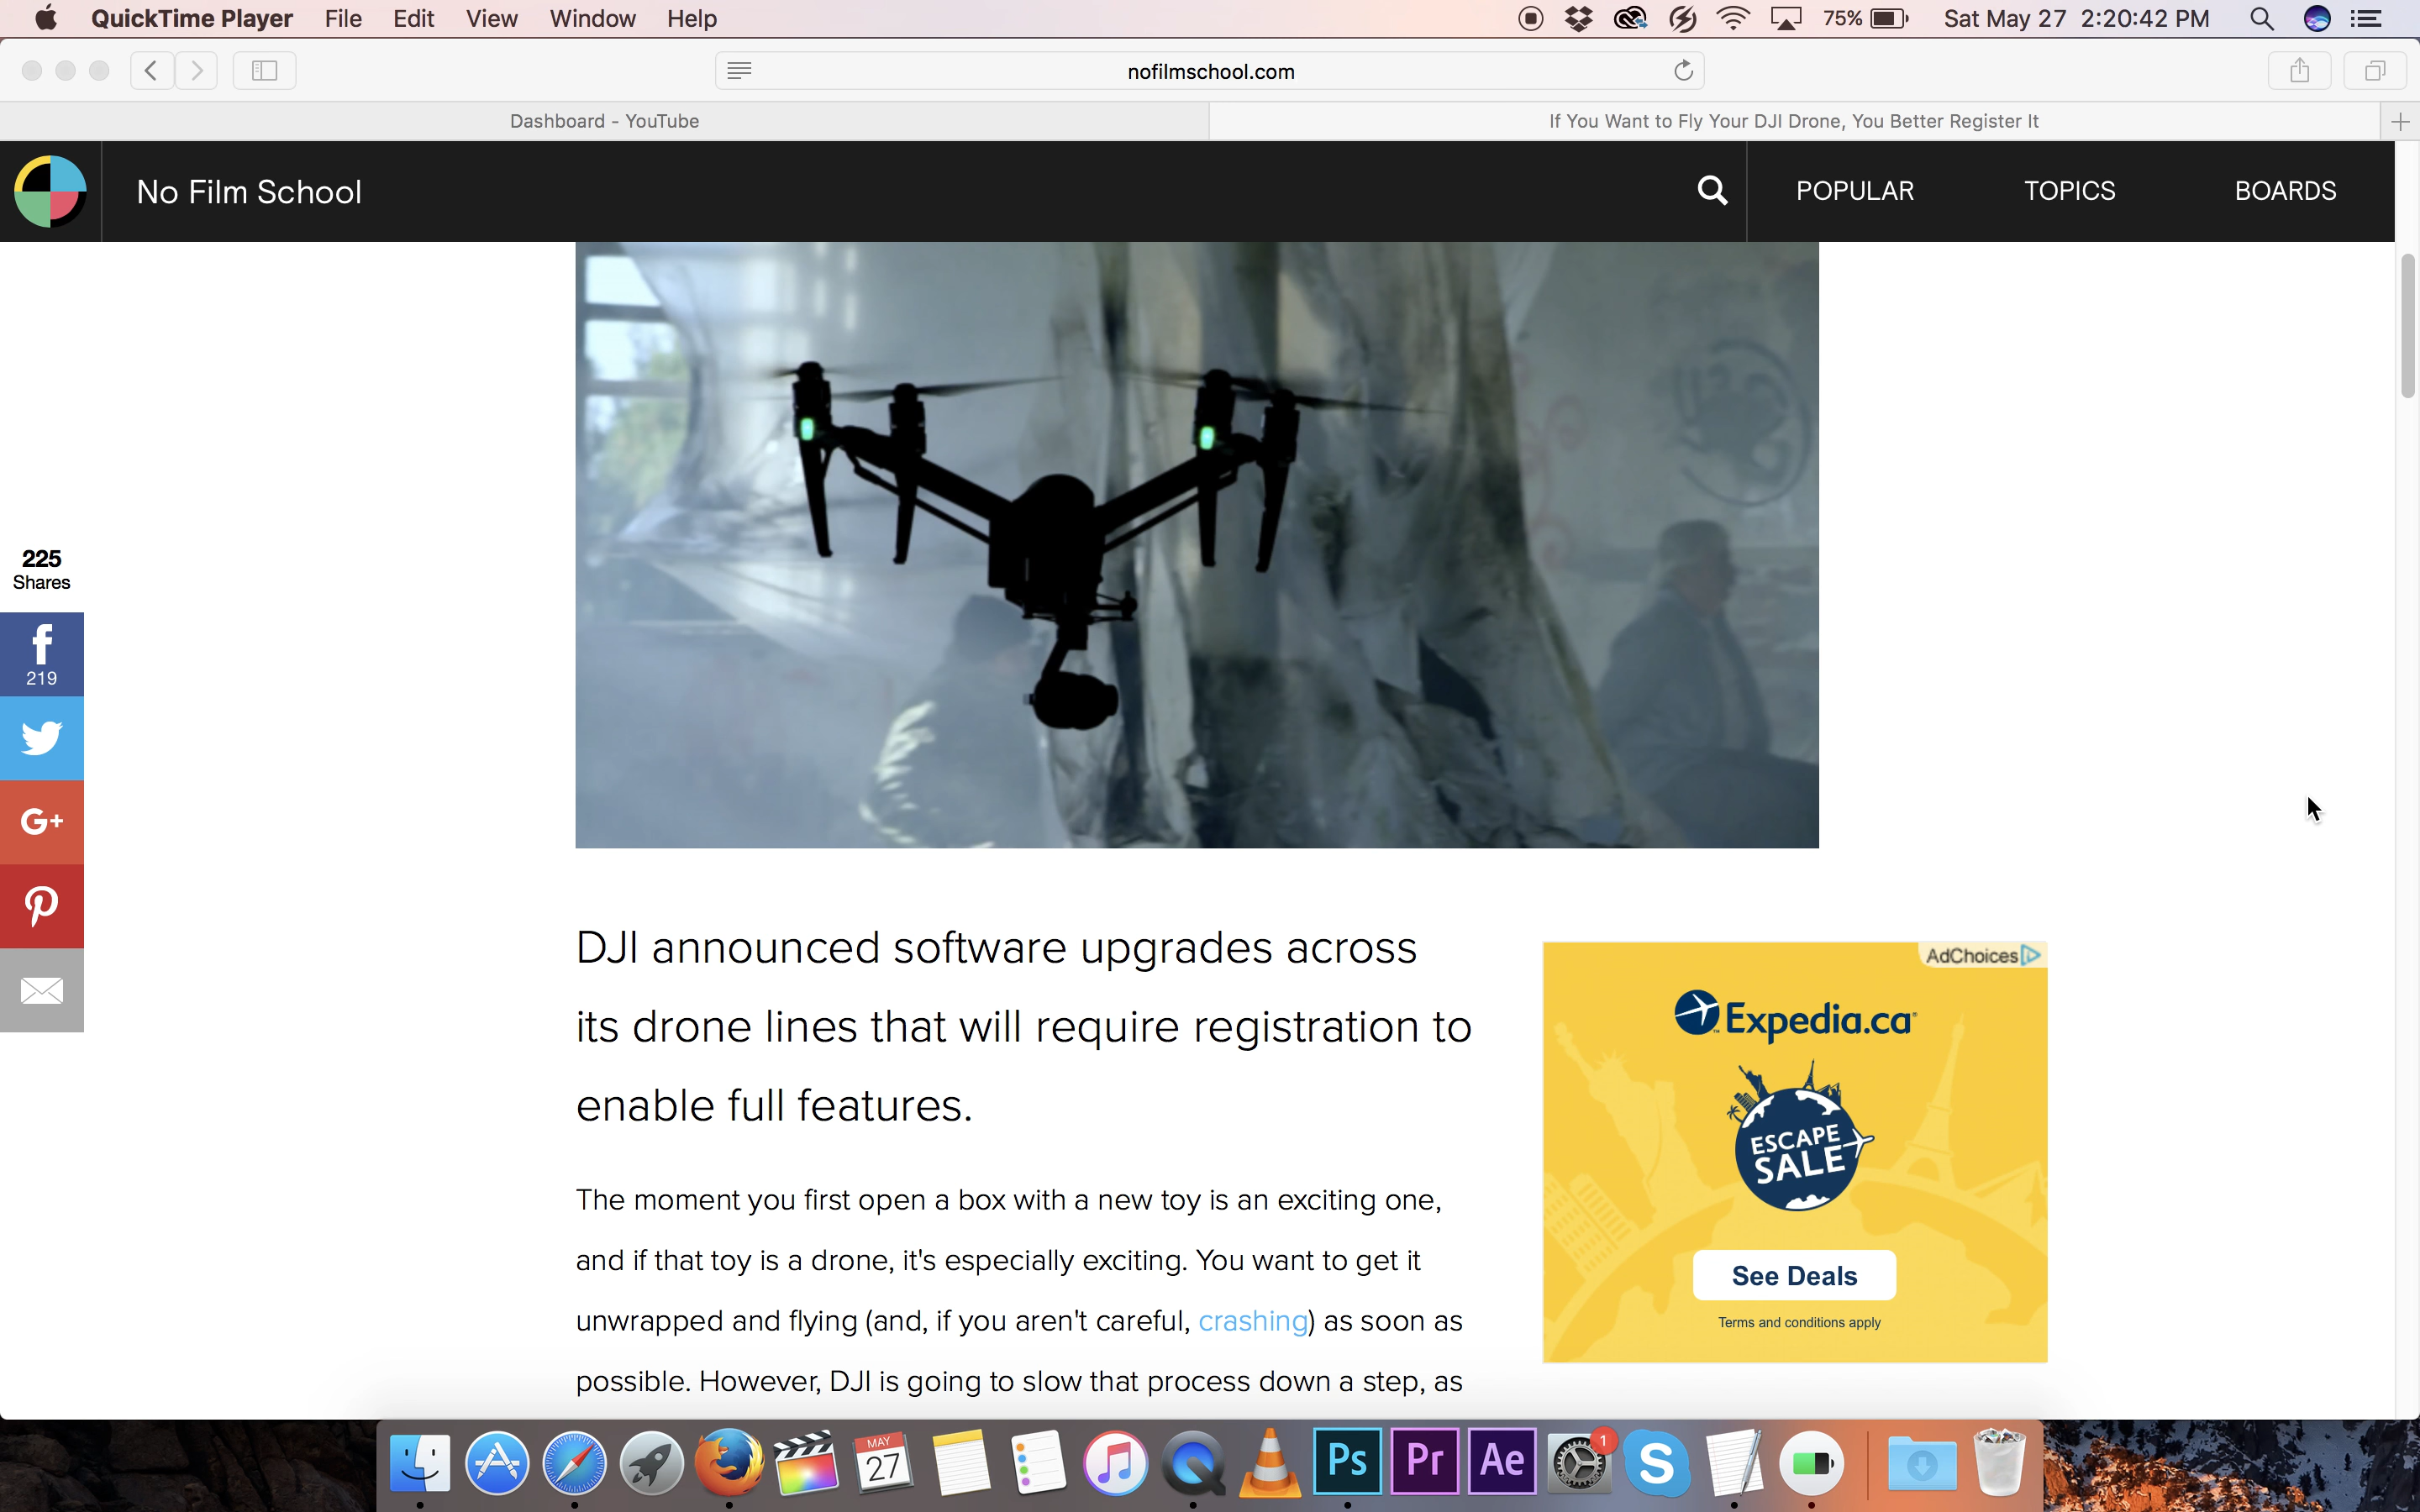 QuickTime Player File Edit View Window Help 75% Sat May 27 2:20:42 PM
nofilmschool.com
Dashboard - YouTube If You Want to Fly Your DJI Drone, You Better Register It
No Film School POPULAR TOPICS BOARDS
225
Shares
f
219
G+
DJI announced software upgrades across
its drone lines that will require registration to
enable full features.
The moment you first open a box with a new toy is an exciting one,
and if that toy is a drone, it's especially exciting. You want to get it
unwrapped and flying (and, if you aren't careful, crashing) as soon as
possible. However, DJI is going to slow that process down a step, as
AdChoices
Expedia.ca
ESCAPE
SALE
See Deals
Terms and conditions apply
MAY
27
Ps Pr Ae 1 S